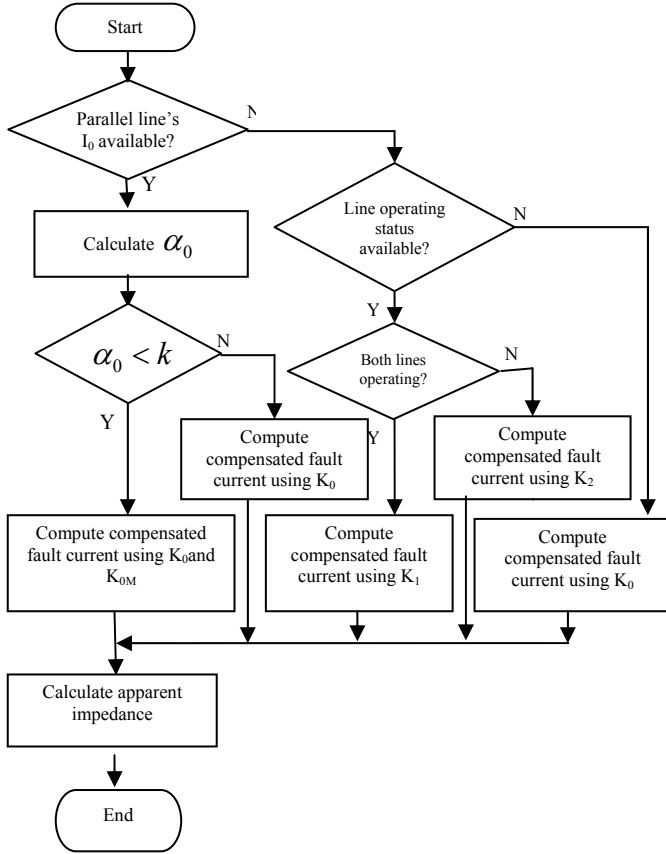 Start
Parallel line's
I₀ available?
N
Y
Line operating
status
available?
N
Calculate α₀
Y
α₀ < k
N
Both lines
operating?
N
Y
Compute
compensated fault
current using K₀
Y
Compute
compensated fault
current using K₂
Compute compensated
fault current using K₀and
K₀M
Compute
compensated fault
current using K₁
Compute
compensated fault
current using K₀
Calculate apparent
impedance
End